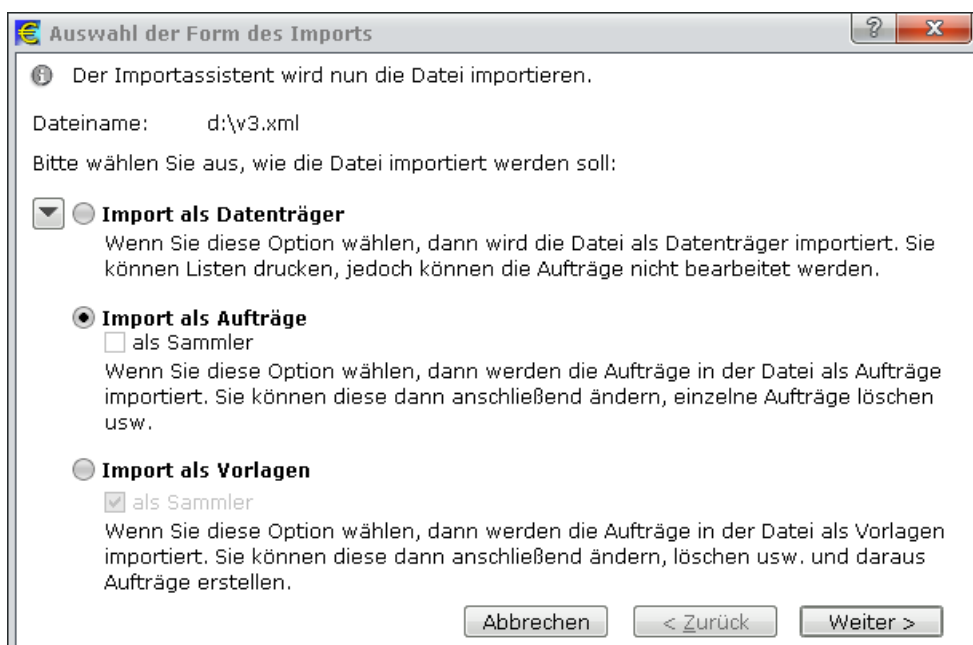 Auswahl der Form des Imports
Der Importassistent wird nun die Datei importieren.
Dateiname: d:\v3.xml
Bitte wählen Sie aus, wie die Datei importiert werden soll:
Import als Datenträger
Wenn Sie diese Option wählen, dann wird die Datei als Datenträger importiert. Sie
können Listen drucken, jedoch können die Aufträge nicht bearbeitet werden.
Import als Aufträge
als Sammler
Wenn Sie diese Option wählen, dann werden die Aufträge in der Datei als Aufträge
importiert. Sie können diese dann anschließend ändern, einzelne Aufträge löschen
usw.
Import als Vorlagen
als Sammler
Wenn Sie diese Option wählen, dann werden die Aufträge in der Datei als Vorlagen
importiert. Sie können diese dann anschließend ändern, löschen usw. und daraus
Aufträge erstellen.
Abbrechen < Zurück Weiter >